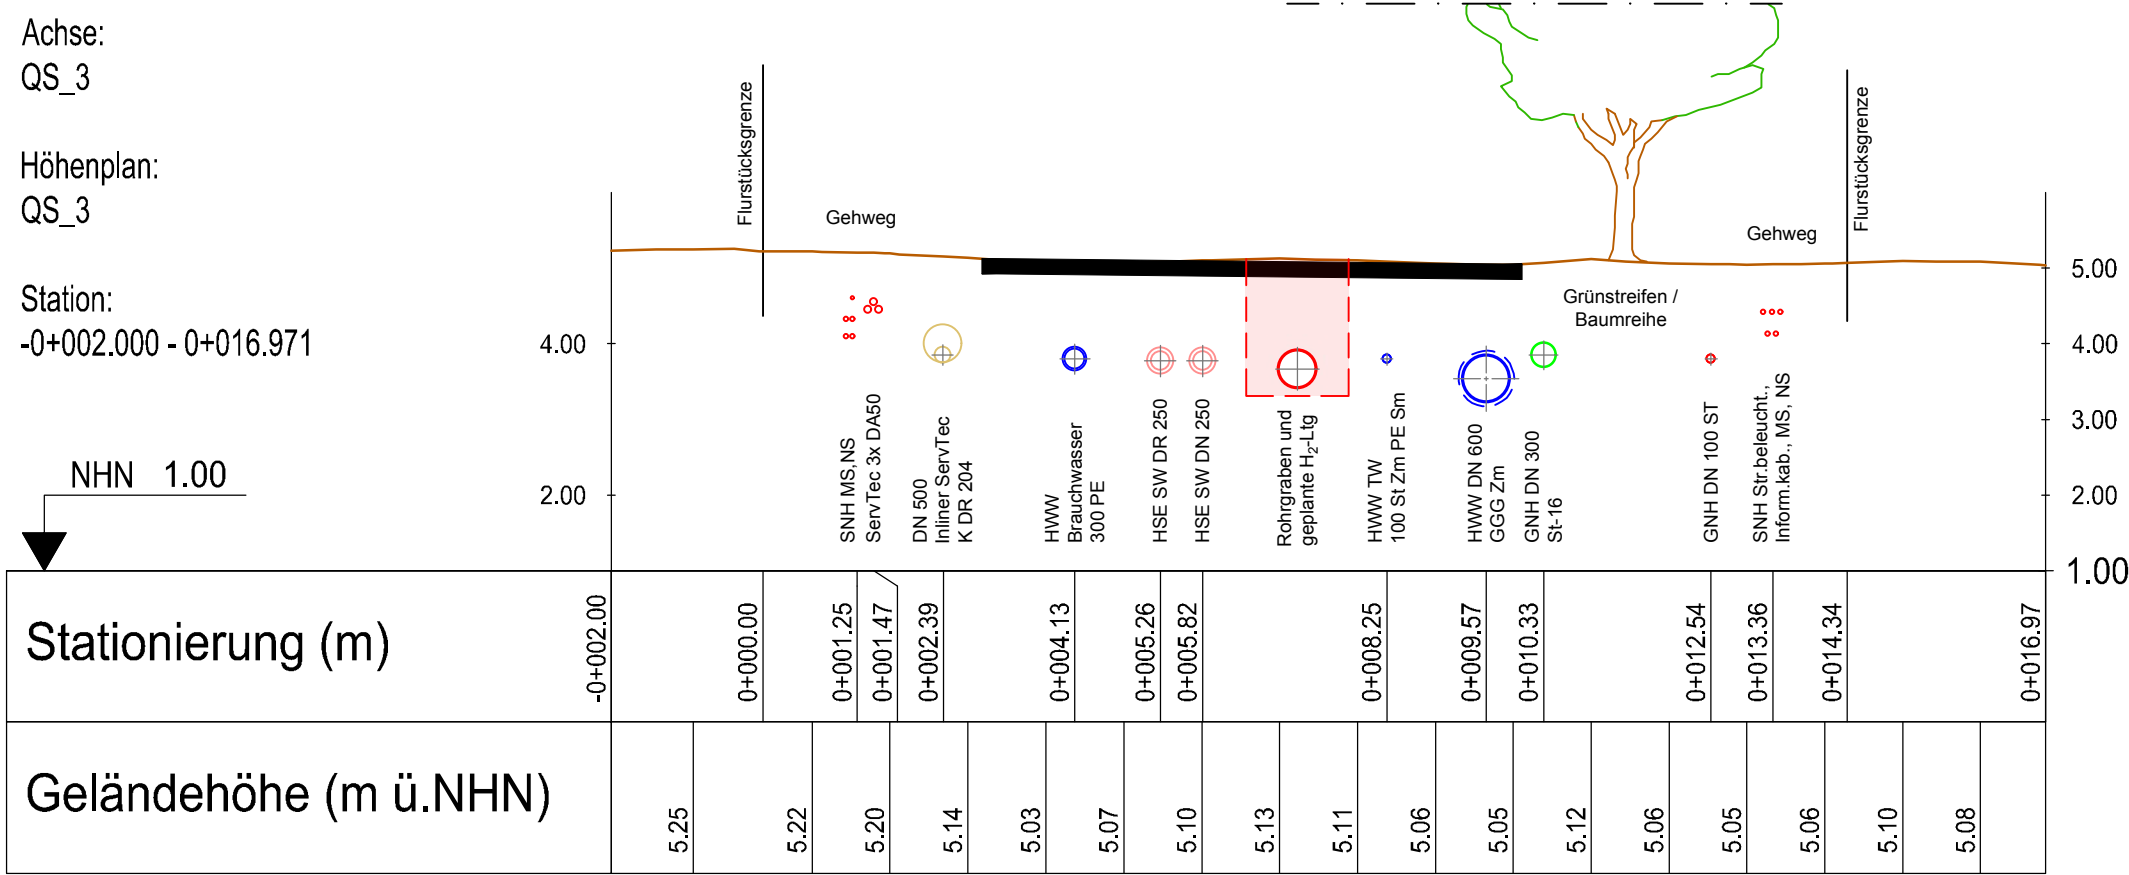 Achse:
QS_3
Höhenplan:
QS_3
Station:
-0+002.000 - 0+016.971
NHN 1.00
Flurstücksgrenze
Gehweg
Gehweg
Flurstücksgrenze
Grünstreifen /
Baumreihe
4.00
2.00
5.00
4.00
3.00
2.00
1.00
SNH MS,NS
ServTec 3x DA50
DN 500
Inliner ServTec
K DR 204
HWW
Brauchwasser
300 PE
HSE SW DR 250
HSE SW DN 250
Rohrgraben und
geplante H₂-Ltg
HWW TW
100 St Zm PE Sm
HWW DN 600
GGG Zm
GNH DN 300
St-16
GNH DN 100 ST
SNH Str.beleucht.,
Inform.kab., MS, NS
Stationierung (m)
-0+002.00
0+000.00
0+001.25
0+001.47
0+002.39
0+004.13
0+005.26
0+005.82
0+008.25
0+009.57
0+010.33
0+012.54
0+013.36
0+014.34
0+016.97
Geländehöhe (m ü.NHN)
5.25
5.22
5.20
5.14
5.03
5.07
5.10
5.13
5.11
5.06
5.05
5.12
5.06
5.05
5.06
5.10
5.08